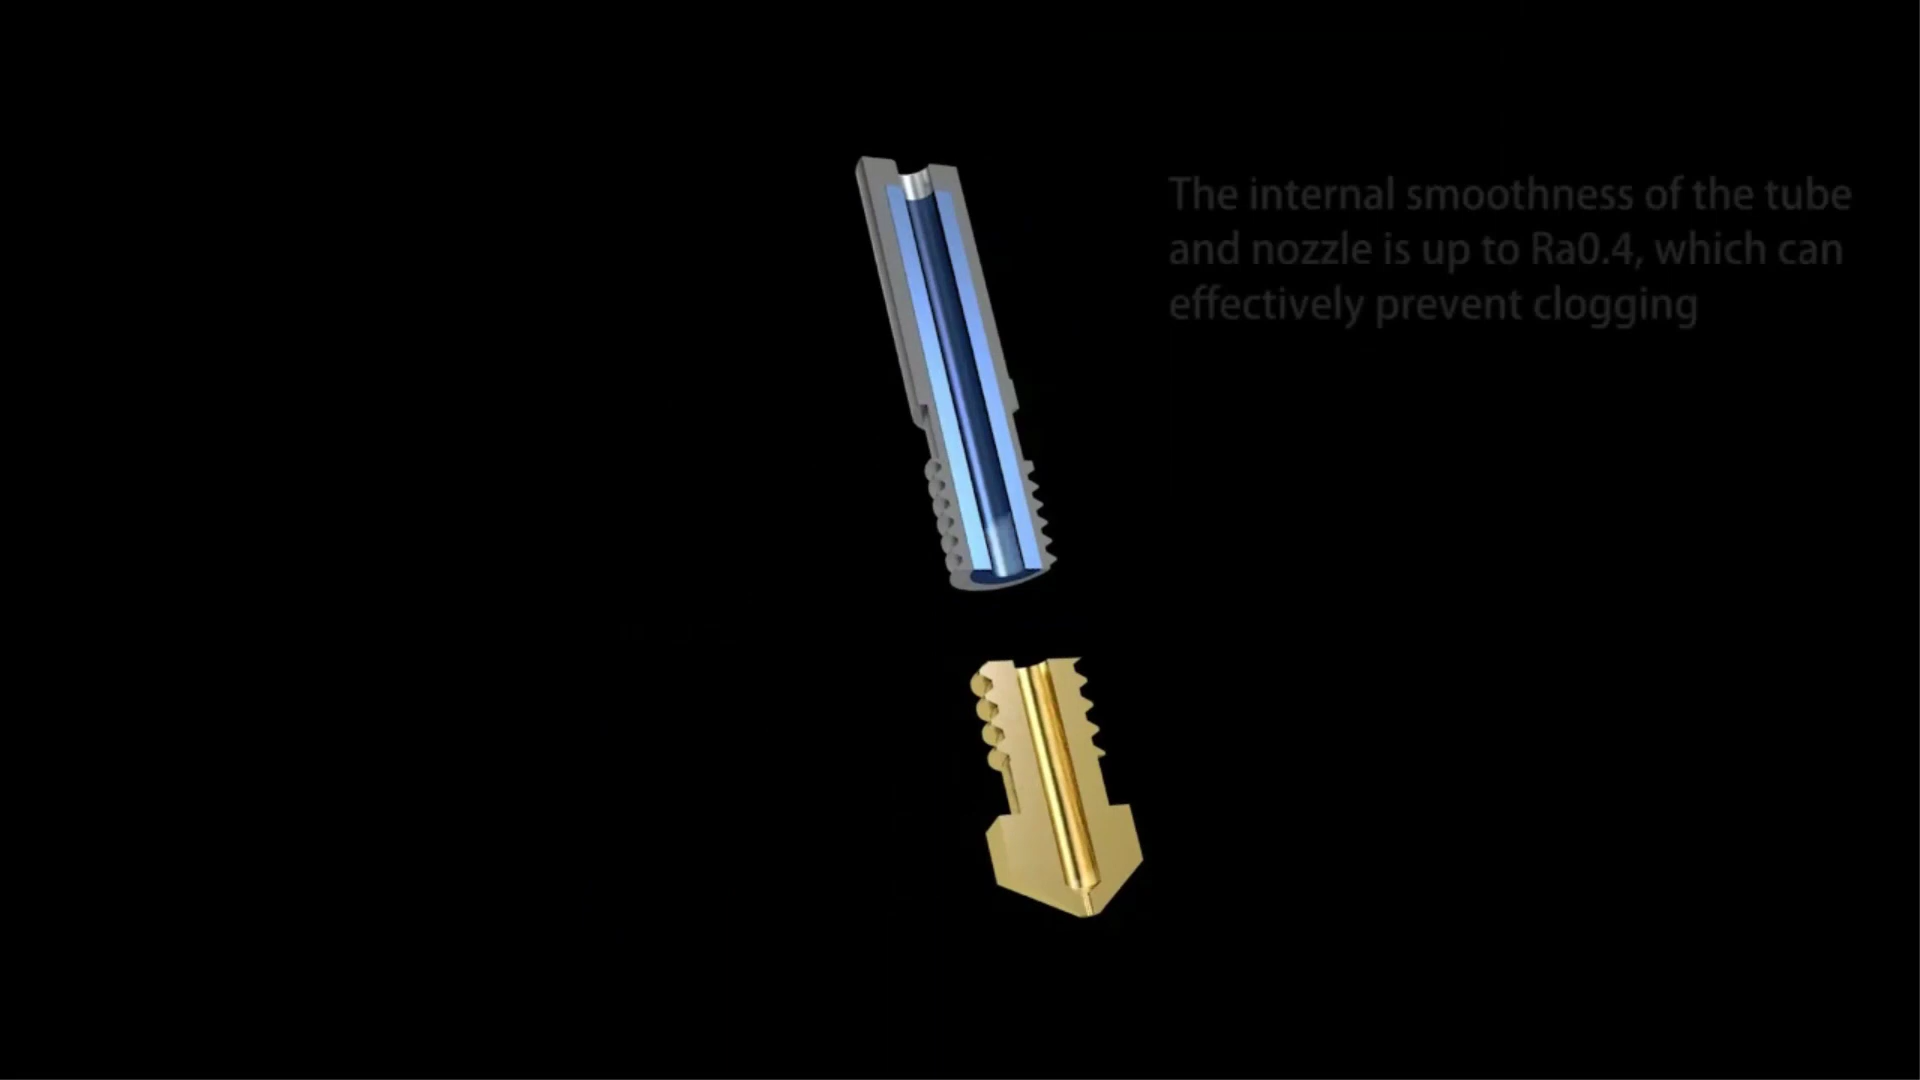 The internal smoothness of the tube
and nozzle is up to Ra0.4, which can
effectively prevent clogging